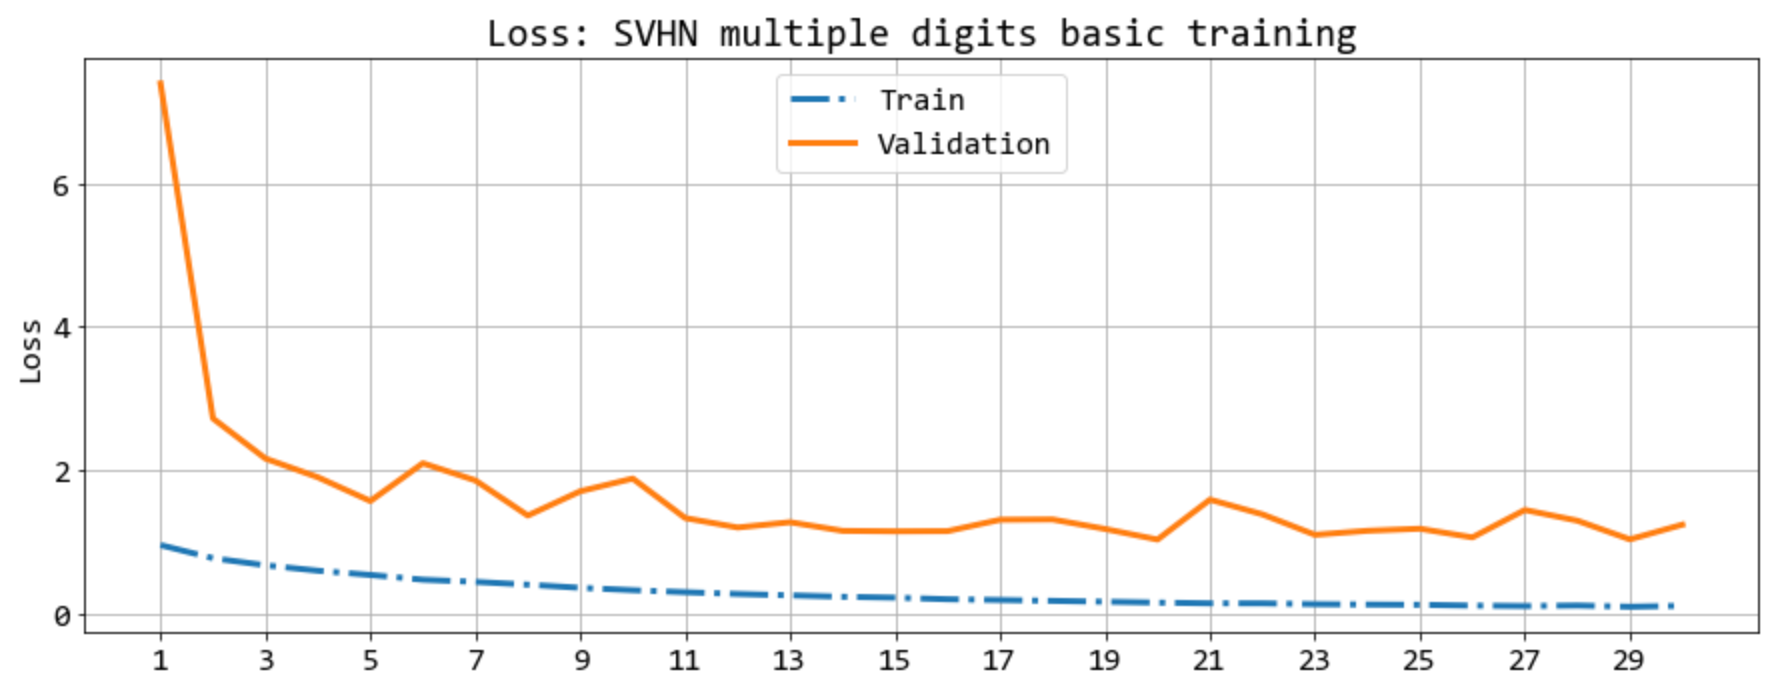 Loss: SVHN multiple digits basic training
Train
Validation
Loss
6
4
2
0
1 3 5 7 9 11 13 15 17 19 21 23 25 27 29